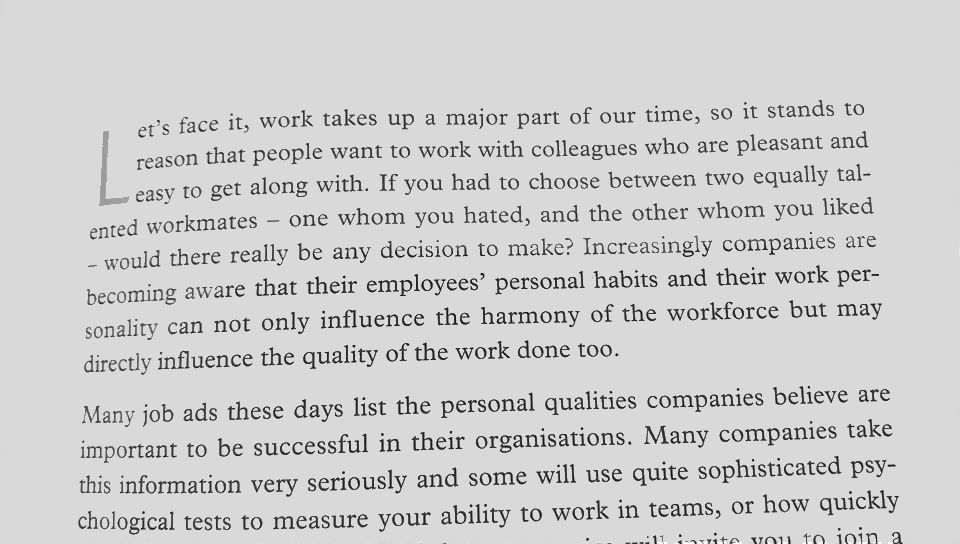 Let's face it, work takes up a major part of our time, so it stands to
reason that people want to work with colleagues who are pleasant and
easy to get along with. If you had to choose between two equally tal-
ented workmates – one whom you hated, and the other whom you liked
– would there really be any decision to make? Increasingly companies are
becoming aware that their employees' personal habits and their work per-
sonality can not only influence the harmony of the workforce but may
directly influence the quality of the work done too.
Many job ads these days list the personal qualities companies believe are
important to be successful in their organisations. Many companies take
this information very seriously and some will use quite sophisticated psy-
chological tests to measure your ability to work in teams, or how quickly
will invite you to join a